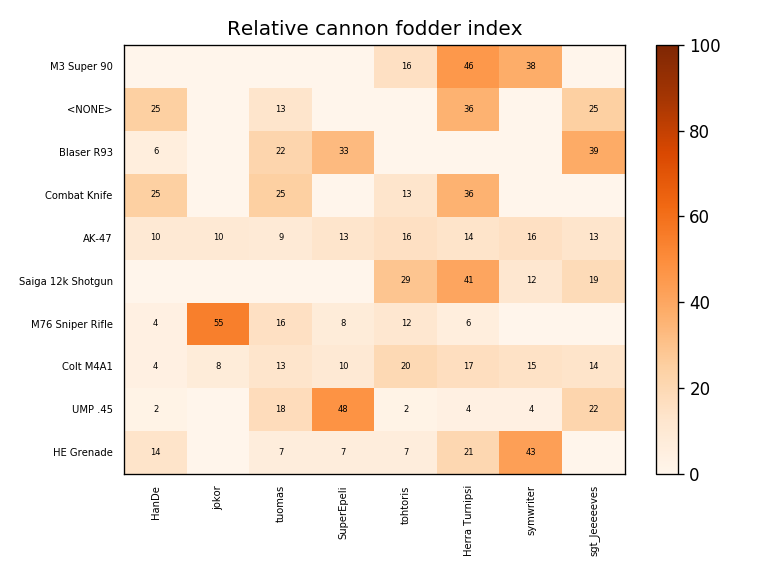 Relative cannon fodder index
M3 Super 90 16 46 38
<NONE> 25 13 36 25
Blaser R93 6 22 33 39
Combat Knife 25 25 13 36
AK-47 10 10 9 13 16 14 16 13
Saiga 12k Shotgun 29 41 12 19
M76 Sniper Rifle 4 55 16 8 12 6
Colt M4A1 4 8 13 10 20 17 15 14
UMP .45 2 18 48 2 4 4 22
HE Grenade 14 7 7 7 21 43
HanDe
jokor
tuomas
SuperEpeli
tohtoris
Herra Turnipsi
symwriter
sgt_Jeeeeeves
100
80
60
40
20
0